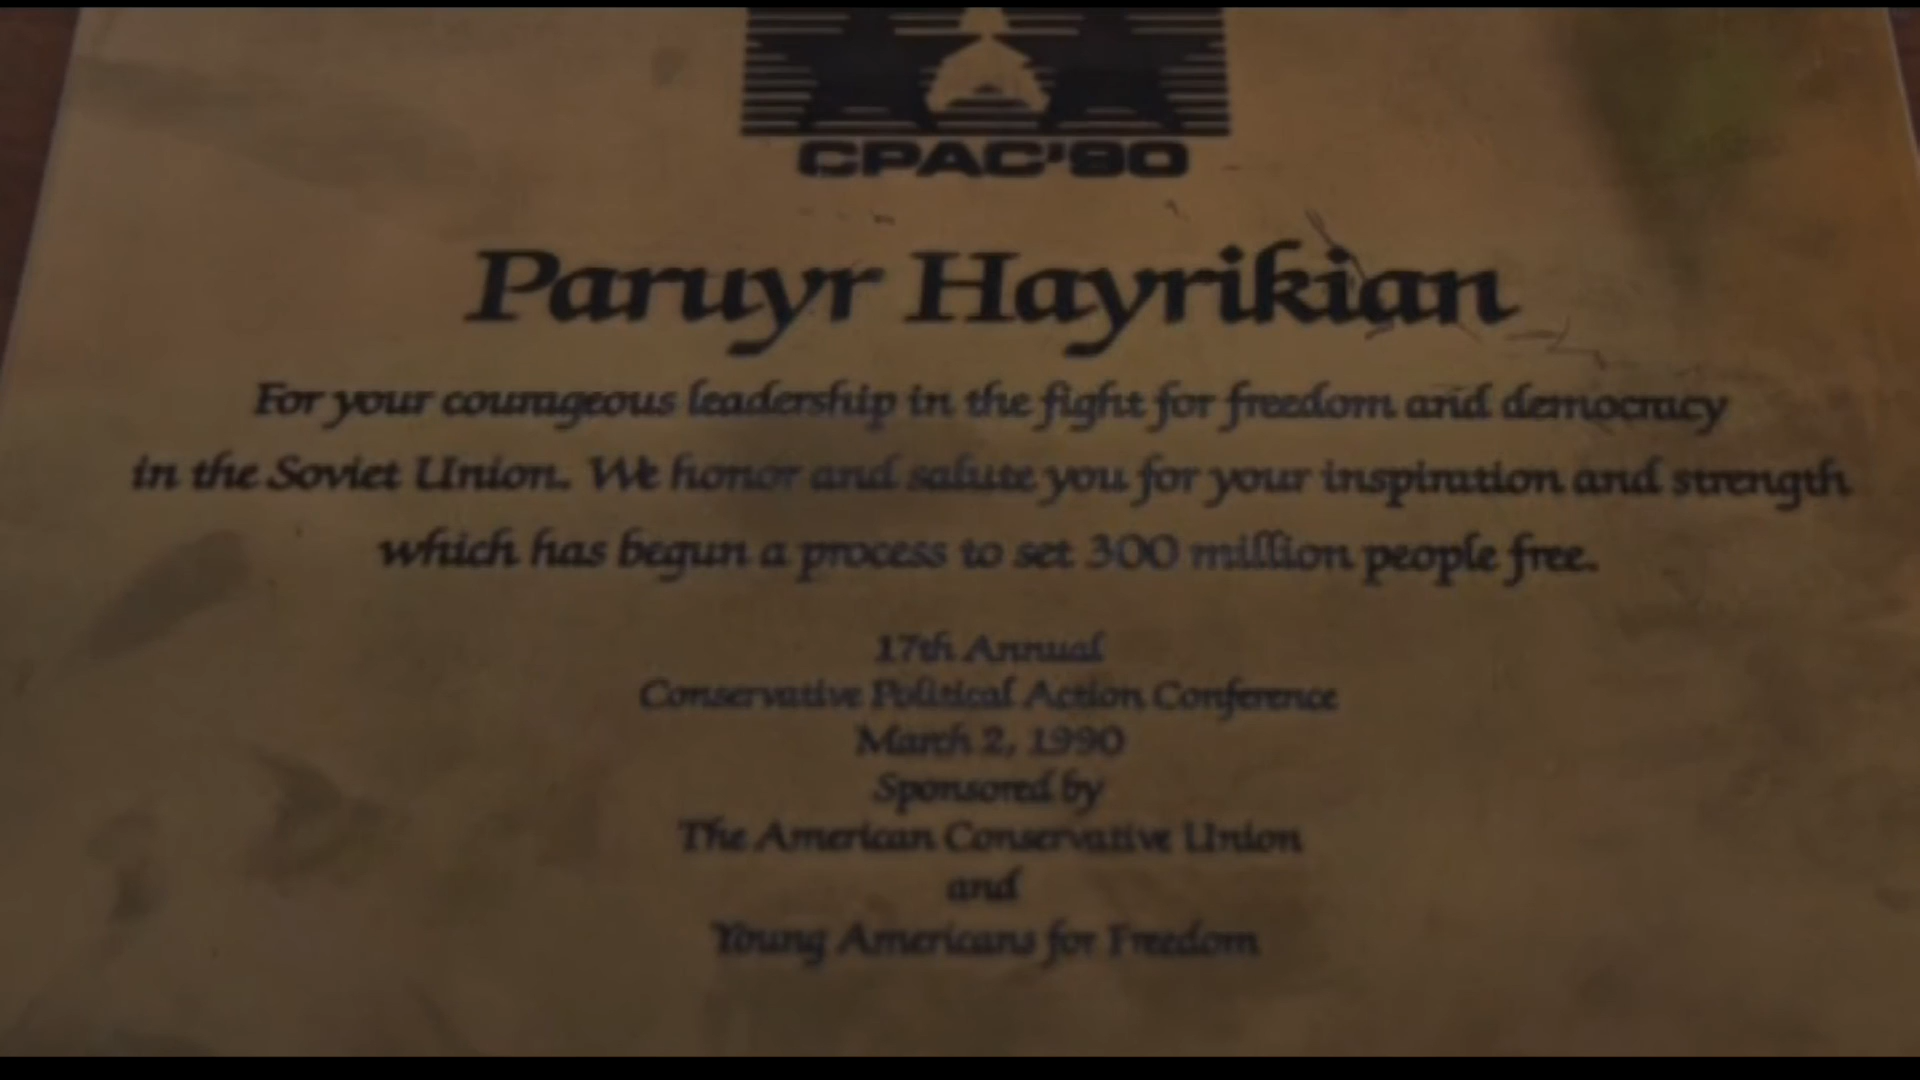 CPAC'90
Paruyr Hayrikian
For your courageous leadership in the fight for freedom and democracy
in the Soviet Union. We honor and salute you for your inspiration and strength
which has begun a process to set 300 million people free.
17th Annual
Conservative Political Action Conference
March 2, 1990
Sponsored by
The American Conservative Union
and
Young Americans for Freedom